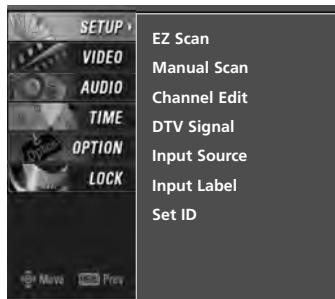 SETUP
VIDEO
AUDIO
TIME
OPTION
LOCK
EZ Scan
Manual Scan
Channel Edit
DTV Signal
Input Source
Input Label
Set ID
Move Prev